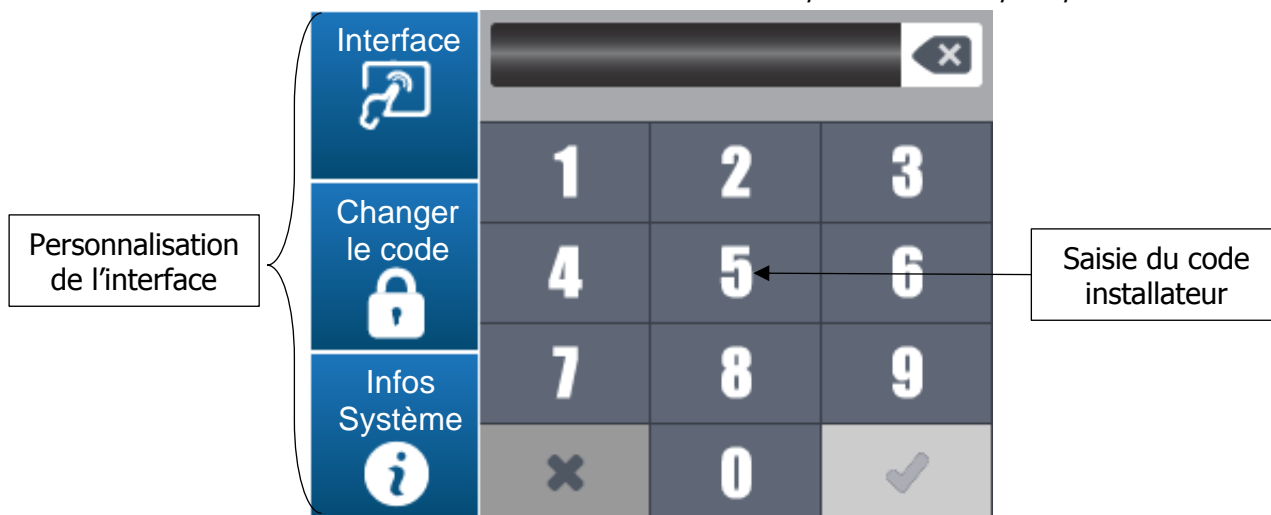 Interface
Changer
le code
Infos
Système
Personnalisation
de l’interface
1 2 3
4 5 6
7 8 9
0
Saisie du code
installateur